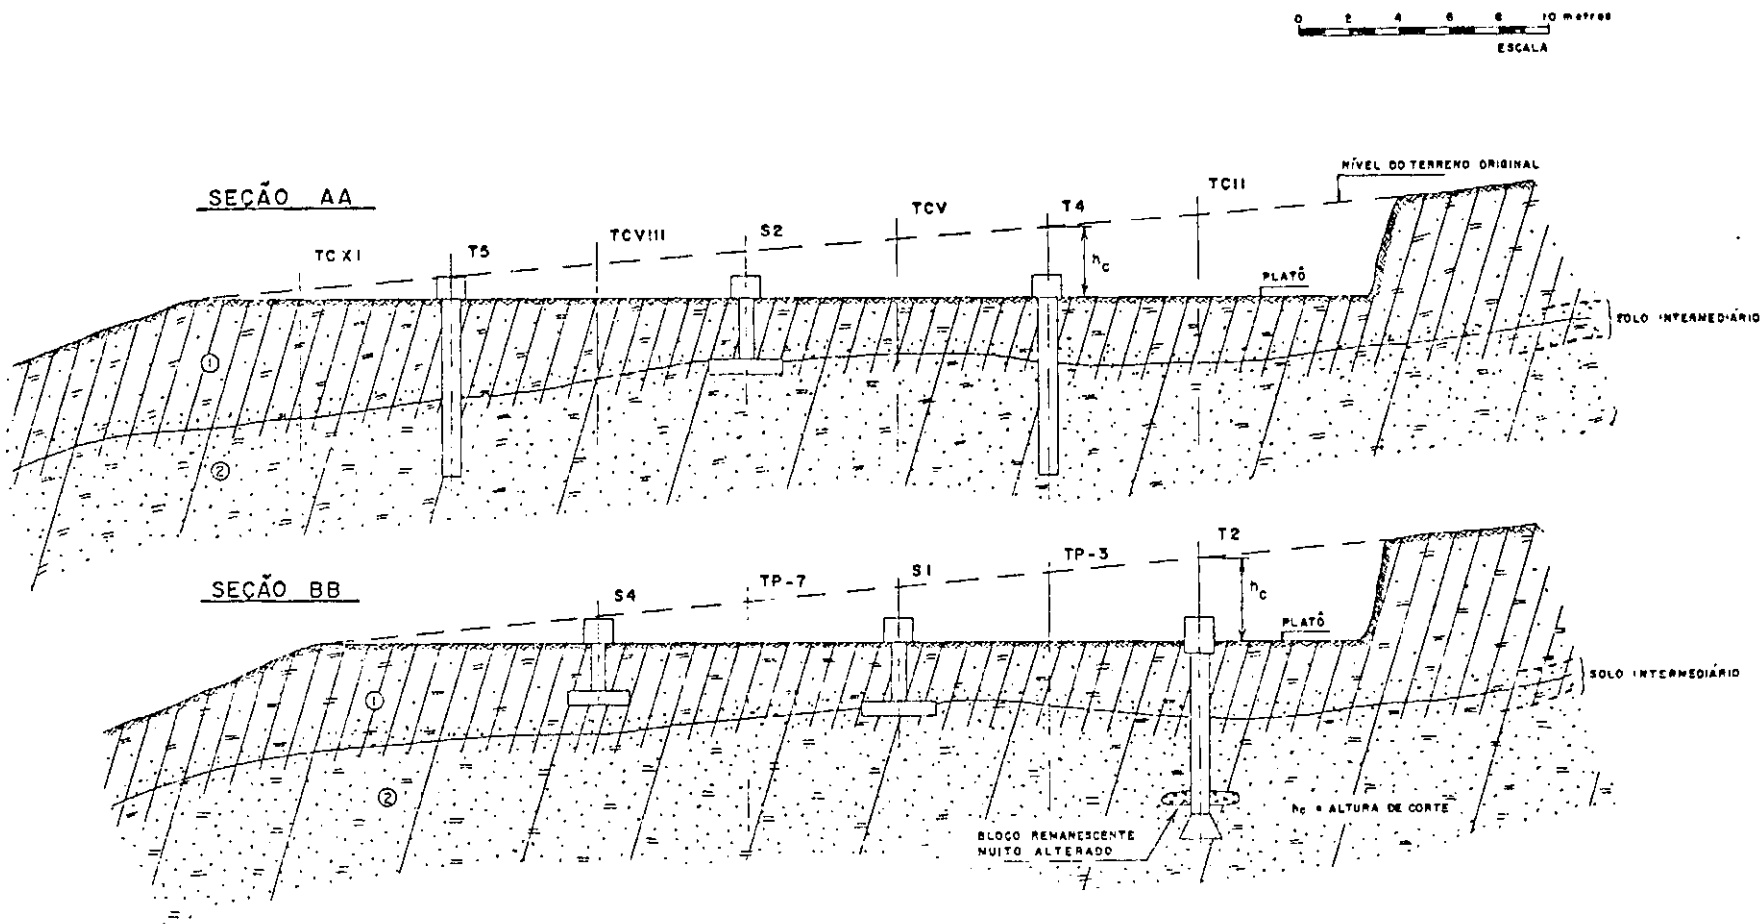 0 2 4 6 8 10 metros
ESCALA
NÍVEL DO TERRENO ORIGINAL
SEÇÃO AA
TCXI
T5
TCVIII
S2
TCV
T4
TCII
hc
PLATÔ
SOLO INTERMEDIÁRIO
1
2
SEÇÃO BB
S4
TP-7
S1
TP-3
T2
hc
PLATÔ
SOLO INTERMEDIÁRIO
1
2
hc = ALTURA DE CORTE
BLOCO REMANESCENTE
MUITO ALTERADO